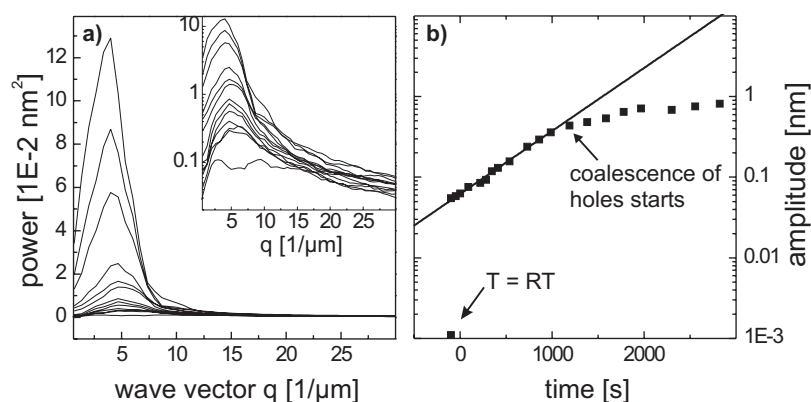 a)
power [1E-2 nm²]
12
10
8
6
4
2
0
5 10 15 20 25
wave vector q [1/µm]
10
1
0.1
5 10 15 20 25
q [1/µm]
b)
coalescence of
holes starts
T = RT
1
0.1
0.01
1E-3
amplitude [nm]
0 1000 2000
time [s]